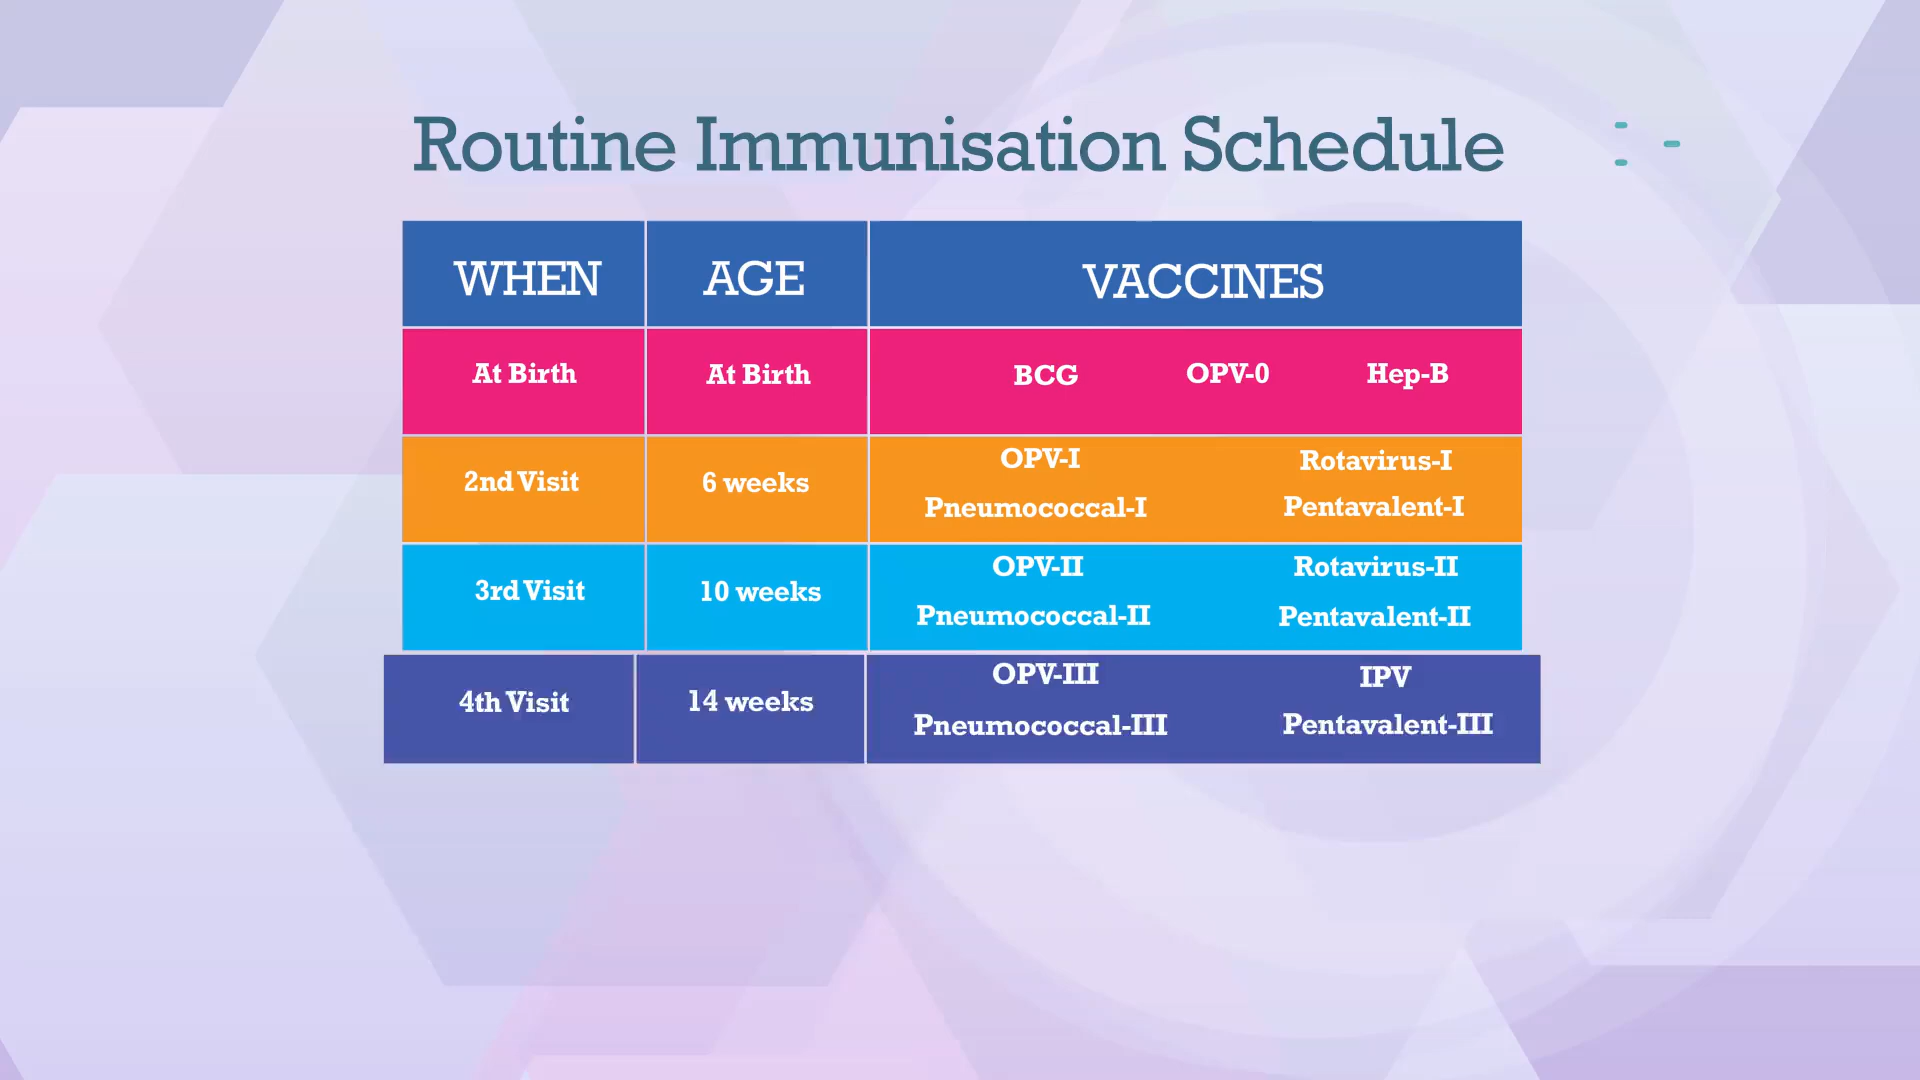 Routine Immunisation Schedule
WHEN AGE VACCINES
At Birth At Birth BCG OPV-0 Hep-B
2nd Visit 6 weeks OPV-I Rotavirus-I
Pneumococcal-I Pentavalent-I
3rd Visit 10 weeks OPV-II Rotavirus-II
Pneumococcal-II Pentavalent-II
4th Visit 14 weeks OPV-III IPV
Pneumococcal-III Pentavalent-III